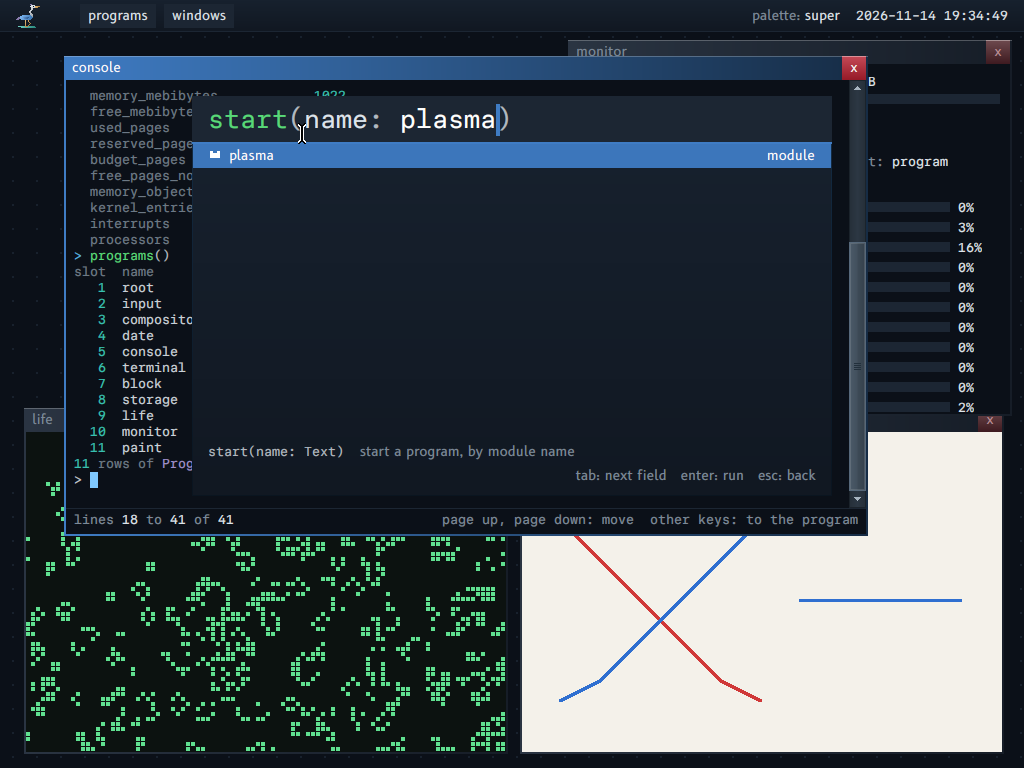 programs windows palette: super 2026-11-14 19:34:49
monitor x
console x
B
memory_mebibytes 1022
free_mebibyte
used_pages
reserved_page
budget_pages
free_pages_no
memory_object
kernel_entrie
interrupts
processors
> programs()
slot name
1 root
2 input
3 composito
4 date
5 console
6 terminal
7 block
8 storage
9 life
10 monitor
11 paint
11 rows of Prog
>
start(name: plasma)
plasma module
start(name: Text) start a program, by module name
tab: next field enter: run esc: back
lines 18 to 41 of 41 page up, page down: move other keys: to the program
t: program
0%
3%
16%
0%
0%
0%
0%
0%
0%
0%
2%
life
x